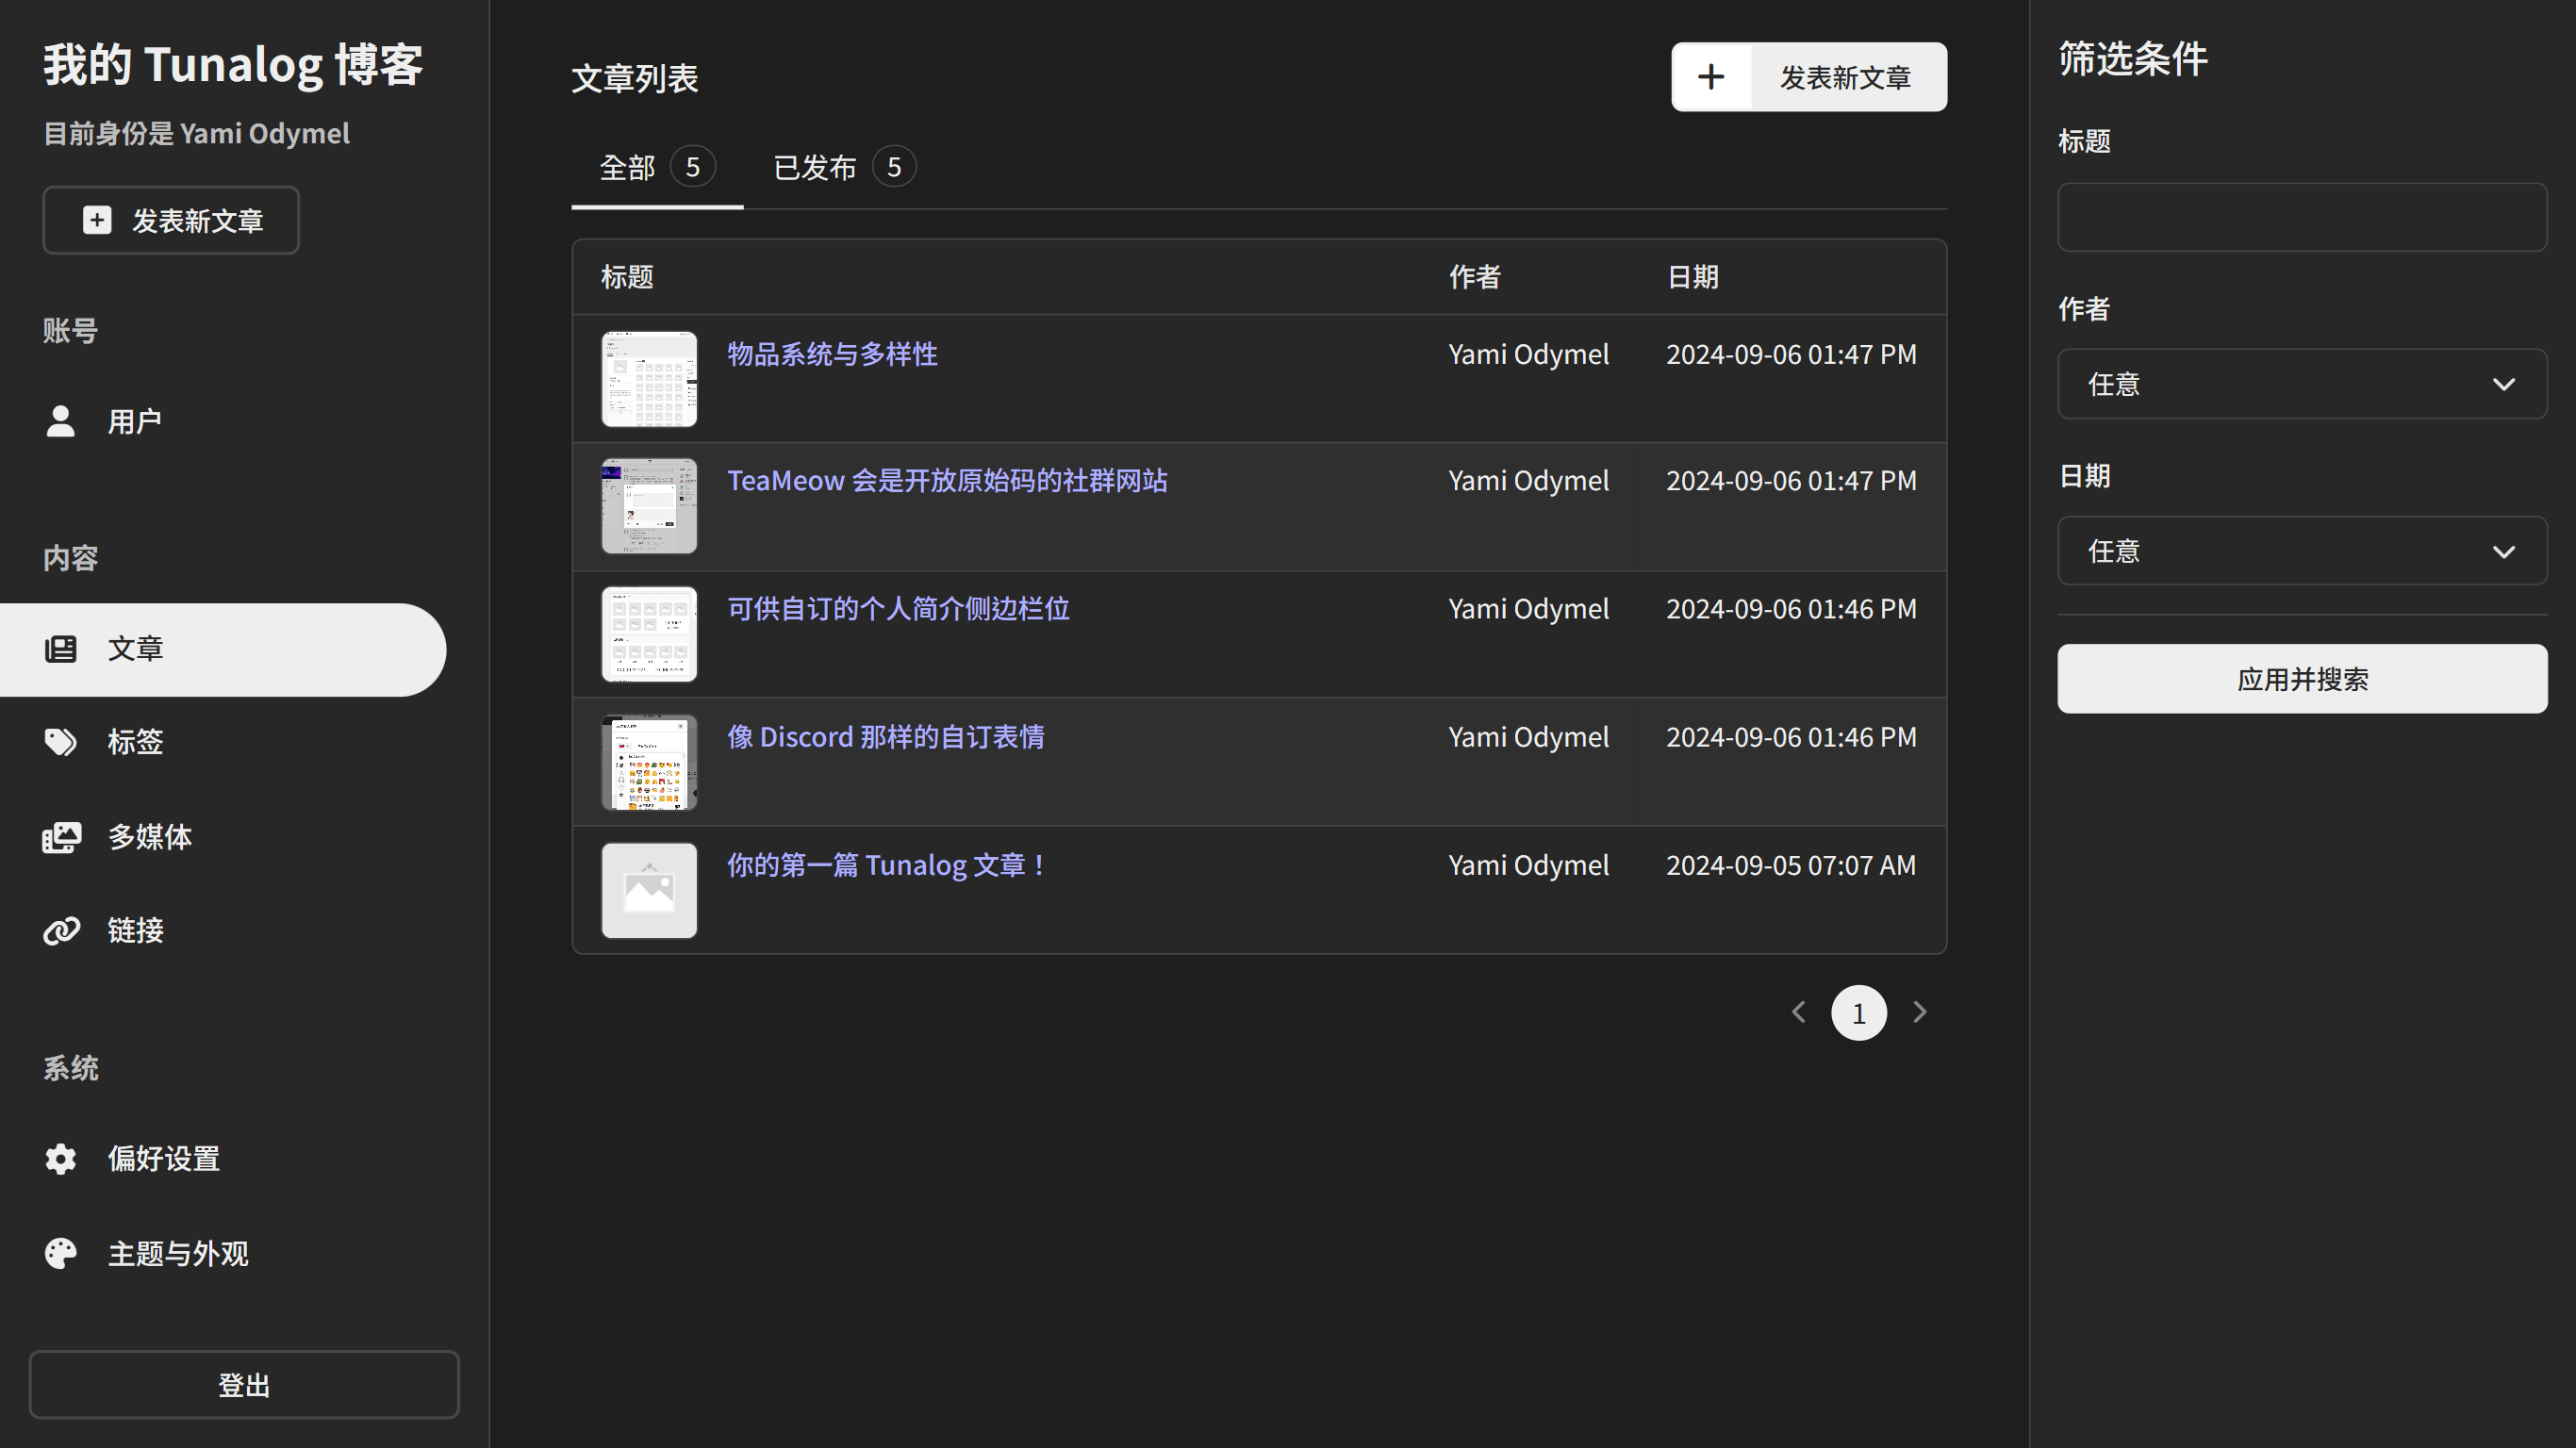 我的 Tunalog 博客
目前身份是 Yami Odymel
发表新文章
账号
用户
内容
文章
标签
多媒体
链接
系统
偏好设置
主题与外观
登出
文章列表
发表新文章
全部 5 已发布 5
标题 作者 日期
物品系统与多样性 Yami Odymel 2024-09-06 01:47 PM
TeaMeow 会是开放原始码的社群网站 Yami Odymel 2024-09-06 01:47 PM
可供自订的个人简介侧边栏位 Yami Odymel 2024-09-06 01:46 PM
像 Discord 那样的自订表情 Yami Odymel 2024-09-06 01:46 PM
你的第一篇 Tunalog 文章！ Yami Odymel 2024-09-05 07:07 AM
1
筛选条件
标题
作者
任意
日期
任意
应用并搜索